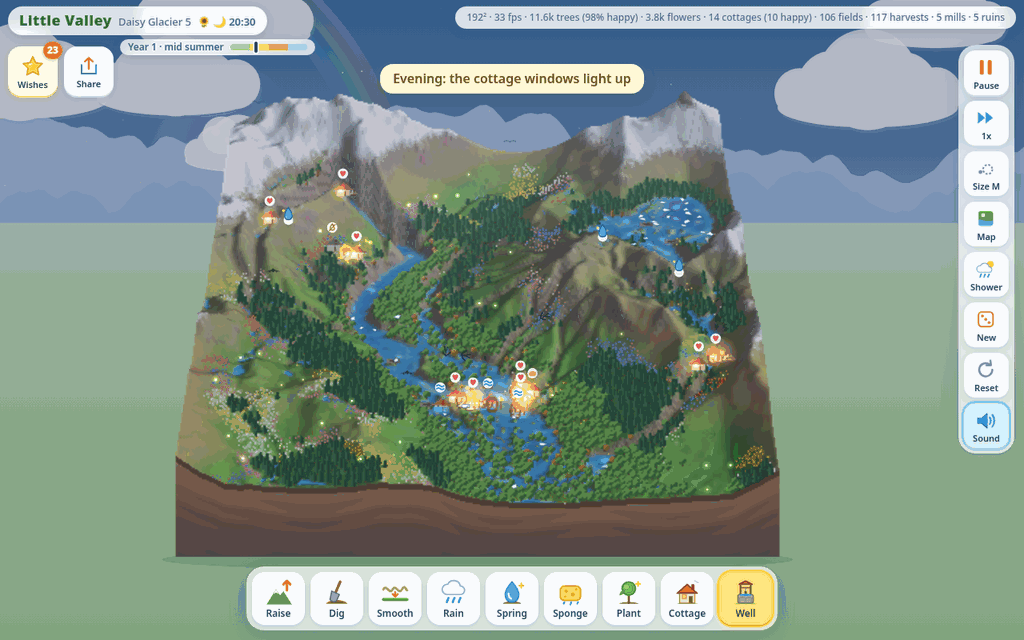 Little Valley Daisy Glacier 5 20:30
192² · 33 fps · 11.6k trees (98% happy) · 3.8k flowers · 14 cottages (10 happy) · 106 fields · 117 harvests · 5 mills · 5 ruins
Year 1 · mid summer
23
Wishes
Share
Evening: the cottage windows light up
Pause
1x
Size M
Map
Shower
New
Reset
Sound
Raise
Dig
Smooth
Rain
Spring
Sponge
Plant
Cottage
Well